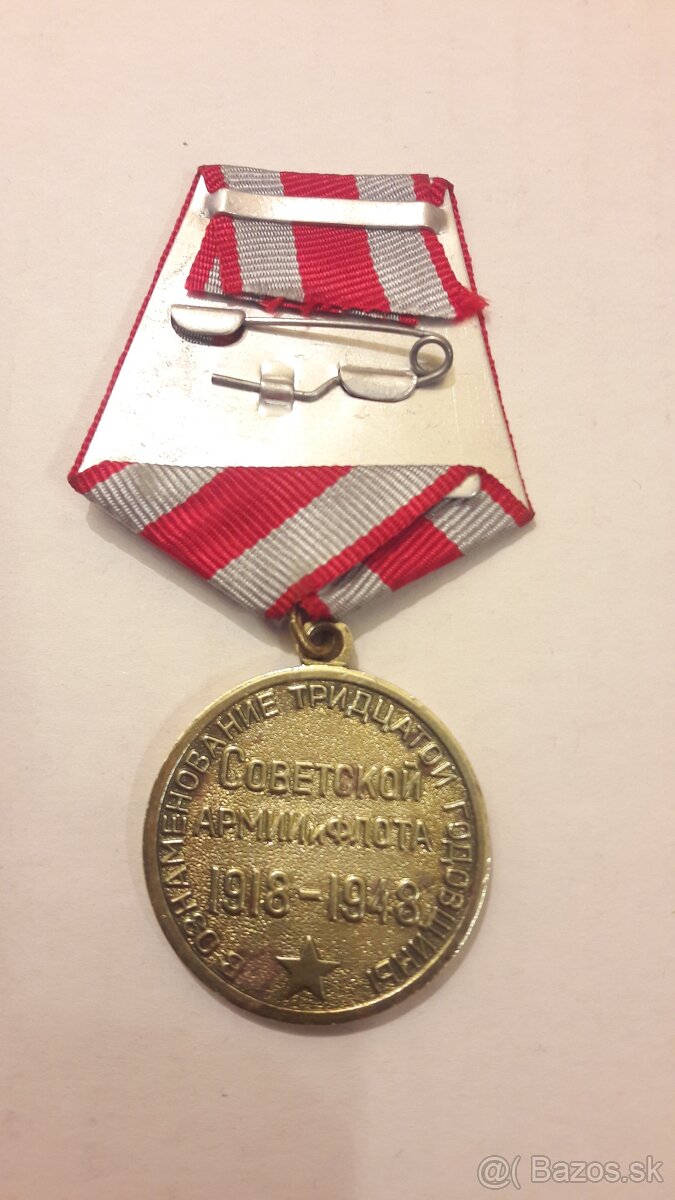 В ОЗНАМЕНОВАНИЕ ТРИДЦАТОЙ ГОДОВЩИНЫ
СОВЕТСКОЙ
АРМИИ И ФЛОТА
1918-1948
@( Bazos.sk